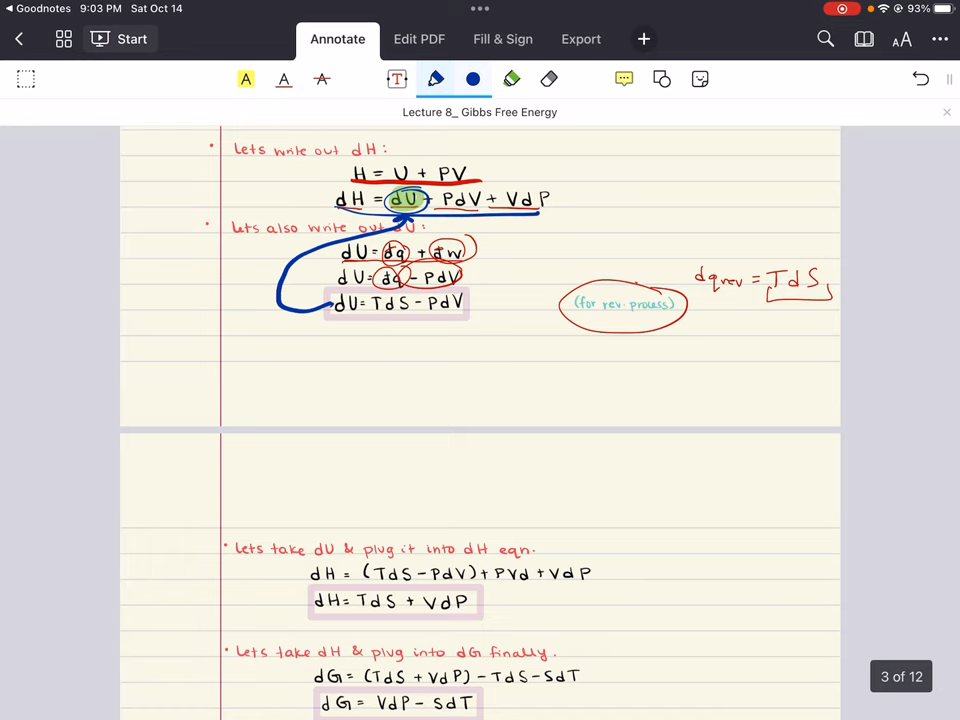 Goodnotes 9:03 PM Sat Oct 14 93%
Start Annotate Edit PDF Fill & Sign Export
A A A T AA
Lecture 8_ Gibbs Free Energy
• Lets write out dH:
H = U + PV
dH = dU + PdV + VdP
• Lets also write out dU:
dU = đq + đw
dU = đq - PdV
dqrev = TdS
dU = TdS - PdV
(for rev. process)
• Lets take dU & plug it into dH eqn.
dH = (TdS - PdV) + PVd + VdP
dH = TdS + VdP
• Lets take dH & plug into dG finally.
dG = (TdS + VdP) - TdS - SdT
dG = VdP - SdT
3 of 12